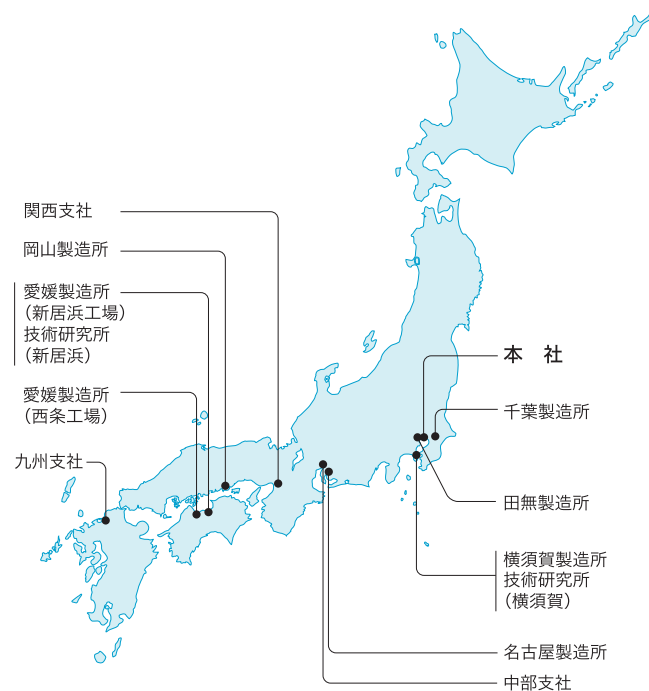 関西支社
岡山製造所
愛媛製造所
（新居浜工場）
技術研究所
（新居浜）
愛媛製造所
（西条工場）
九州支社
本　社
千葉製造所
田無製造所
横須賀製造所
技術研究所
（横須賀）
名古屋製造所
中部支社